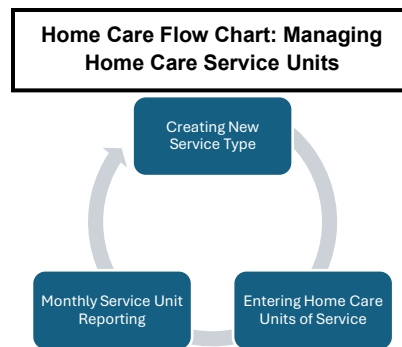 Home Care Flow Chart: Managing
Home Care Service Units
Creating New
Service Type
Monthly Service Unit
Reporting
Entering Home Care
Units of Service